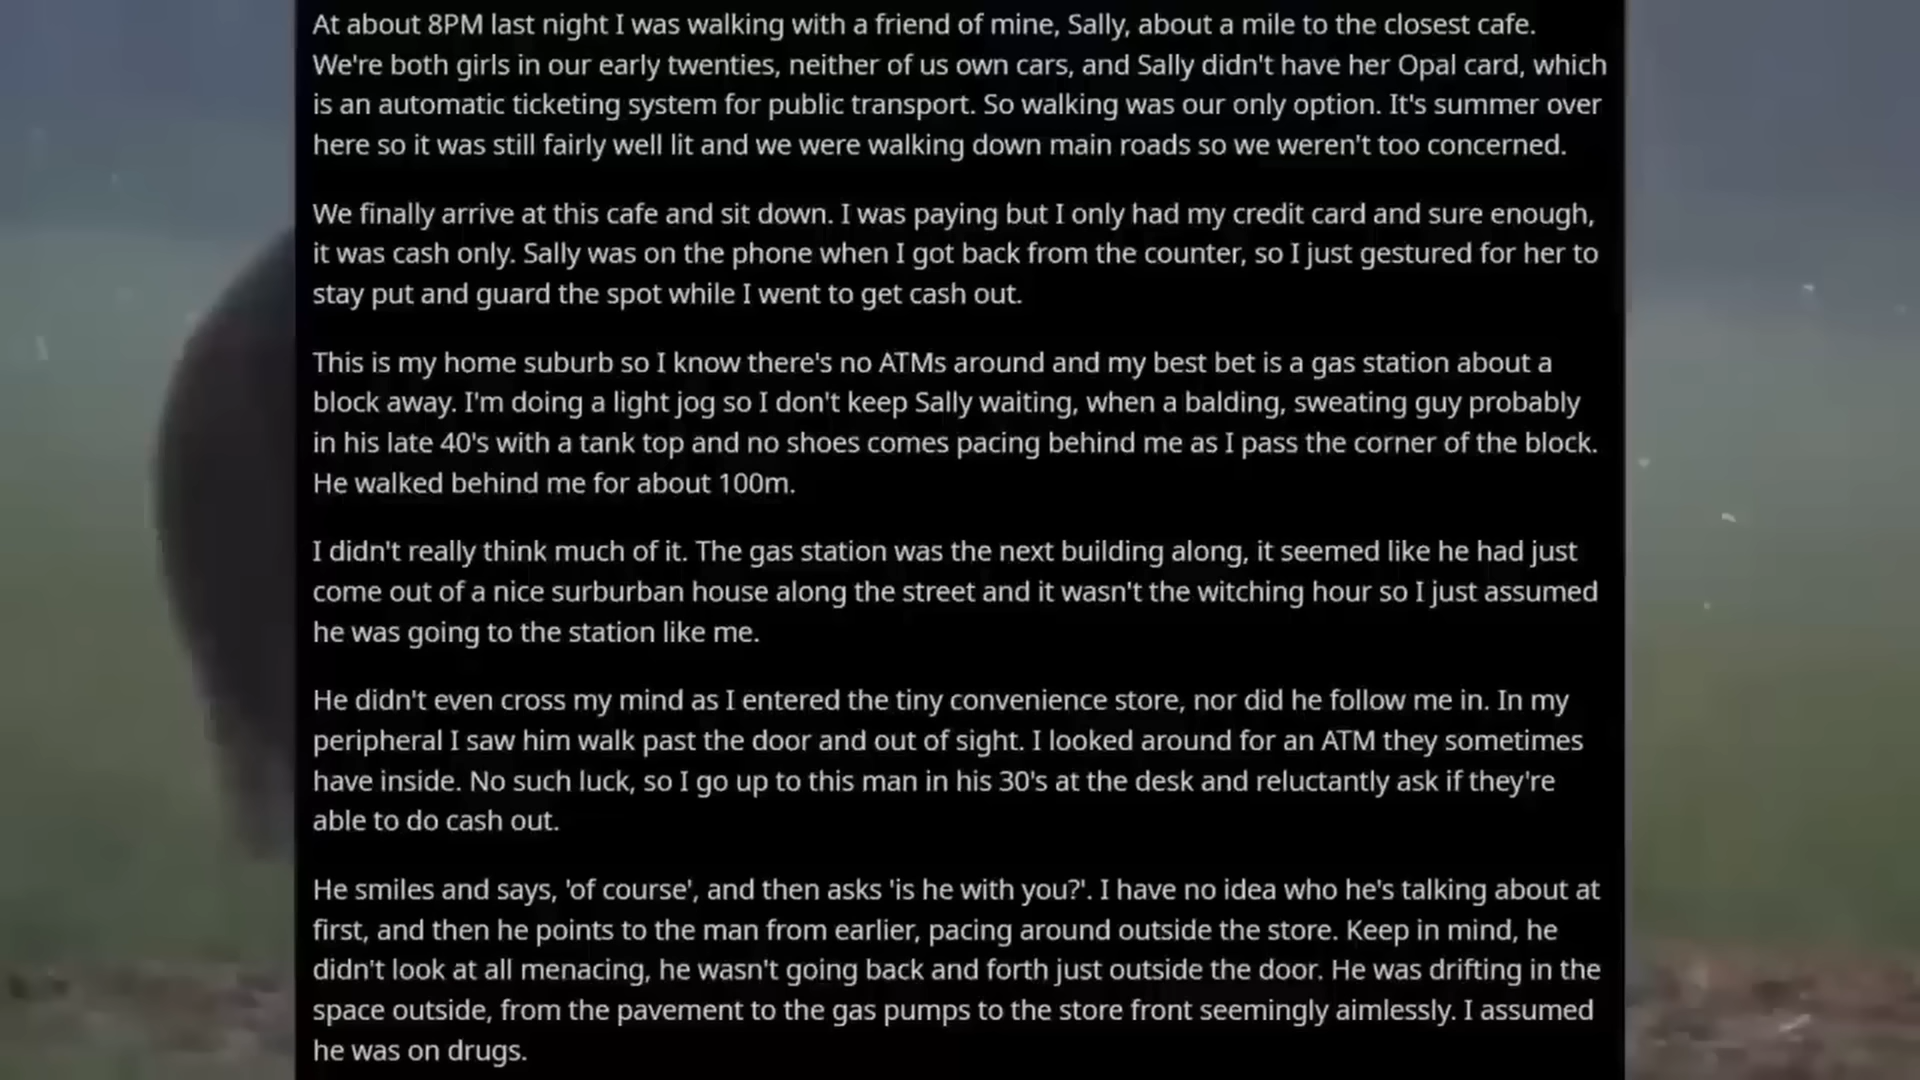 At about 8PM last night I was walking with a friend of mine, Sally, about a mile to the closest cafe.
We're both girls in our early twenties, neither of us own cars, and Sally didn't have her Opal card, which
is an automatic ticketing system for public transport. So walking was our only option. It's summer over
here so it was still fairly well lit and we were walking down main roads so we weren't too concerned.
We finally arrive at this cafe and sit down. I was paying but I only had my credit card and sure enough,
it was cash only. Sally was on the phone when I got back from the counter, so I just gestured for her to
stay put and guard the spot while I went to get cash out.
This is my home suburb so I know there's no ATMs around and my best bet is a gas station about a
block away. I'm doing a light jog so I don't keep Sally waiting, when a balding, sweating guy probably
in his late 40's with a tank top and no shoes comes pacing behind me as I pass the corner of the block.
He walked behind me for about 100m.
I didn't really think much of it. The gas station was the next building along, it seemed like he had just
come out of a nice surburban house along the street and it wasn't the witching hour so I just assumed
he was going to the station like me.
He didn't even cross my mind as I entered the tiny convenience store, nor did he follow me in. In my
peripheral I saw him walk past the door and out of sight. I looked around for an ATM they sometimes
have inside. No such luck, so I go up to this man in his 30's at the desk and reluctantly ask if they're
able to do cash out.
He smiles and says, 'of course', and then asks 'is he with you?'. I have no idea who he's talking about at
first, and then he points to the man from earlier, pacing around outside the store. Keep in mind, he
didn't look at all menacing, he wasn't going back and forth just outside the door. He was drifting in the
space outside, from the pavement to the gas pumps to the store front seemingly aimlessly. I assumed
he was on drugs.